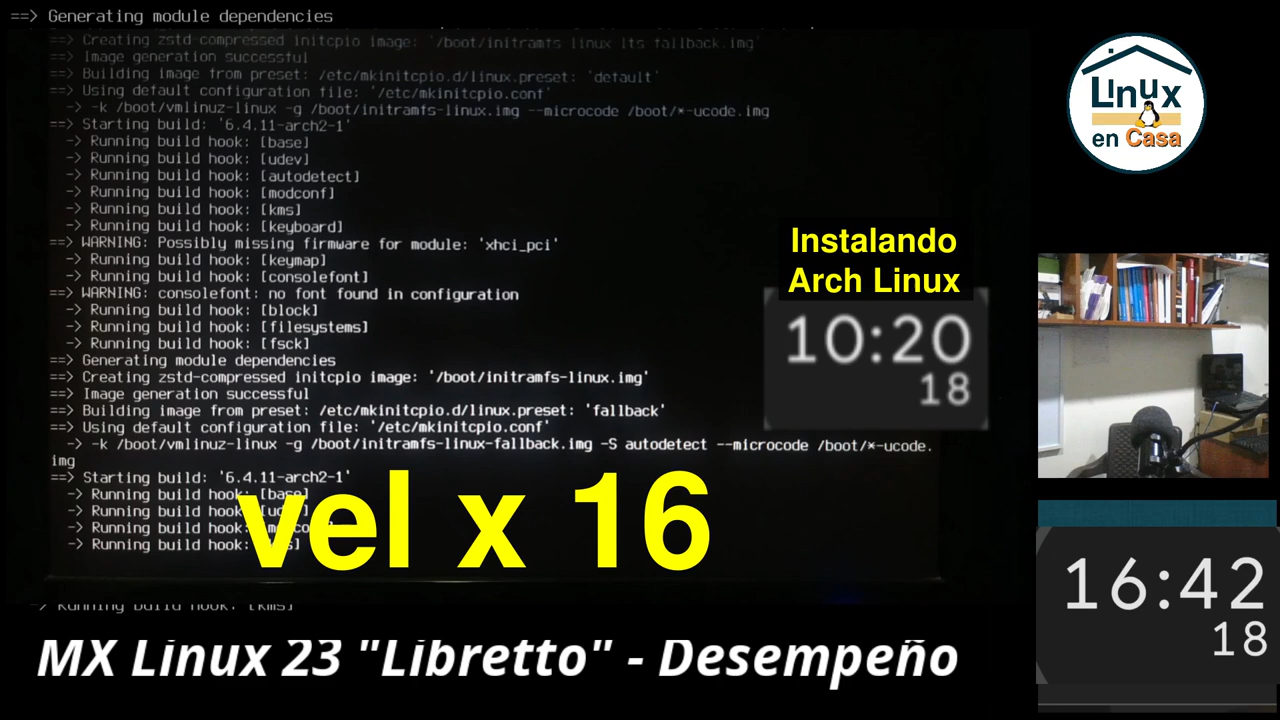 ==> Generating module dependencies
==> Creating zstd-compressed initcpio image: '/boot/initramfs-linux-lts-fallback.img'
==> Image generation successful
==> Building image from preset: /etc/mkinitcpio.d/linux.preset: 'default'
==> Using default configuration file: '/etc/mkinitcpio.conf'
-> -k /boot/vmlinuz-linux -g /boot/initramfs-linux.img --microcode /boot/*-ucode.img
==> Starting build: '6.4.11-arch2-1'
-> Running build hook: [base]
-> Running build hook: [udev]
-> Running build hook: [autodetect]
-> Running build hook: [modconf]
-> Running build hook: [kms]
-> Running build hook: [keyboard]
==> WARNING: Possibly missing firmware for module: 'xhci_pci'
-> Running build hook: [keymap]
-> Running build hook: [consolefont]
==> WARNING: consolefont: no font found in configuration
-> Running build hook: [block]
-> Running build hook: [filesystems]
-> Running build hook: [fsck]
==> Generating module dependencies
==> Creating zstd-compressed initcpio image: '/boot/initramfs-linux.img'
==> Image generation successful
==> Building image from preset: /etc/mkinitcpio.d/linux.preset: 'fallback'
==> Using default configuration file: '/etc/mkinitcpio.conf'
-> -k /boot/vmlinuz-linux -g /boot/initramfs-linux-fallback.img -S autodetect --microcode /boot/*-ucode.
img
==> Starting build: '6.4.11-arch2-1'
-> Running build hook: [base]
-> Running build hook:
-> Running build hook:
-> Running build hook:
vel x 16
-> Running build hook: [kms]
MX Linux 23 "Libretto" - Desempeño
Instalando
Arch Linux
10:20
18
Linux
en Casa
16:42
18